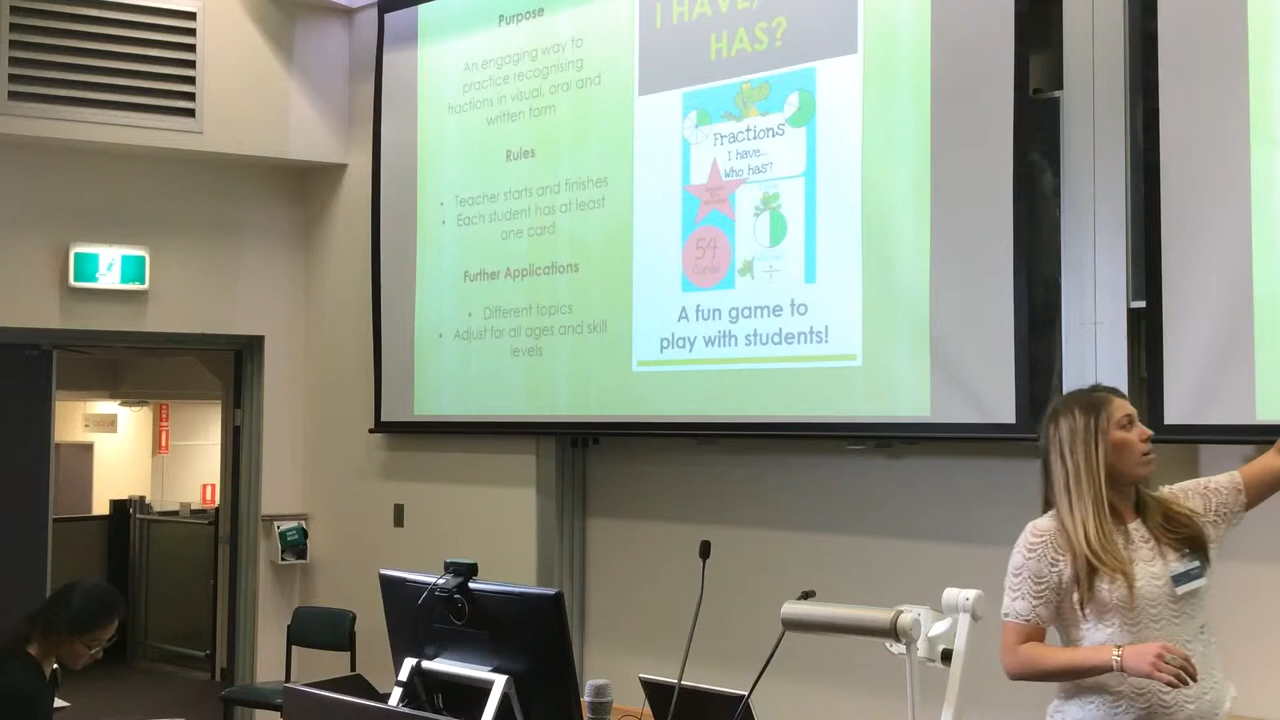 Purpose
An engaging way to
practice recognising
fractions in visual, oral and
written form
Rules
• Teacher starts and finishes
• Each student has at least
one card
Further Applications
• Different topics
• Adjust for all ages and skill
levels
I HAVE,
HAS?
Fractions
I have...
Who has?
54
Cards!
A fun game to
play with students!